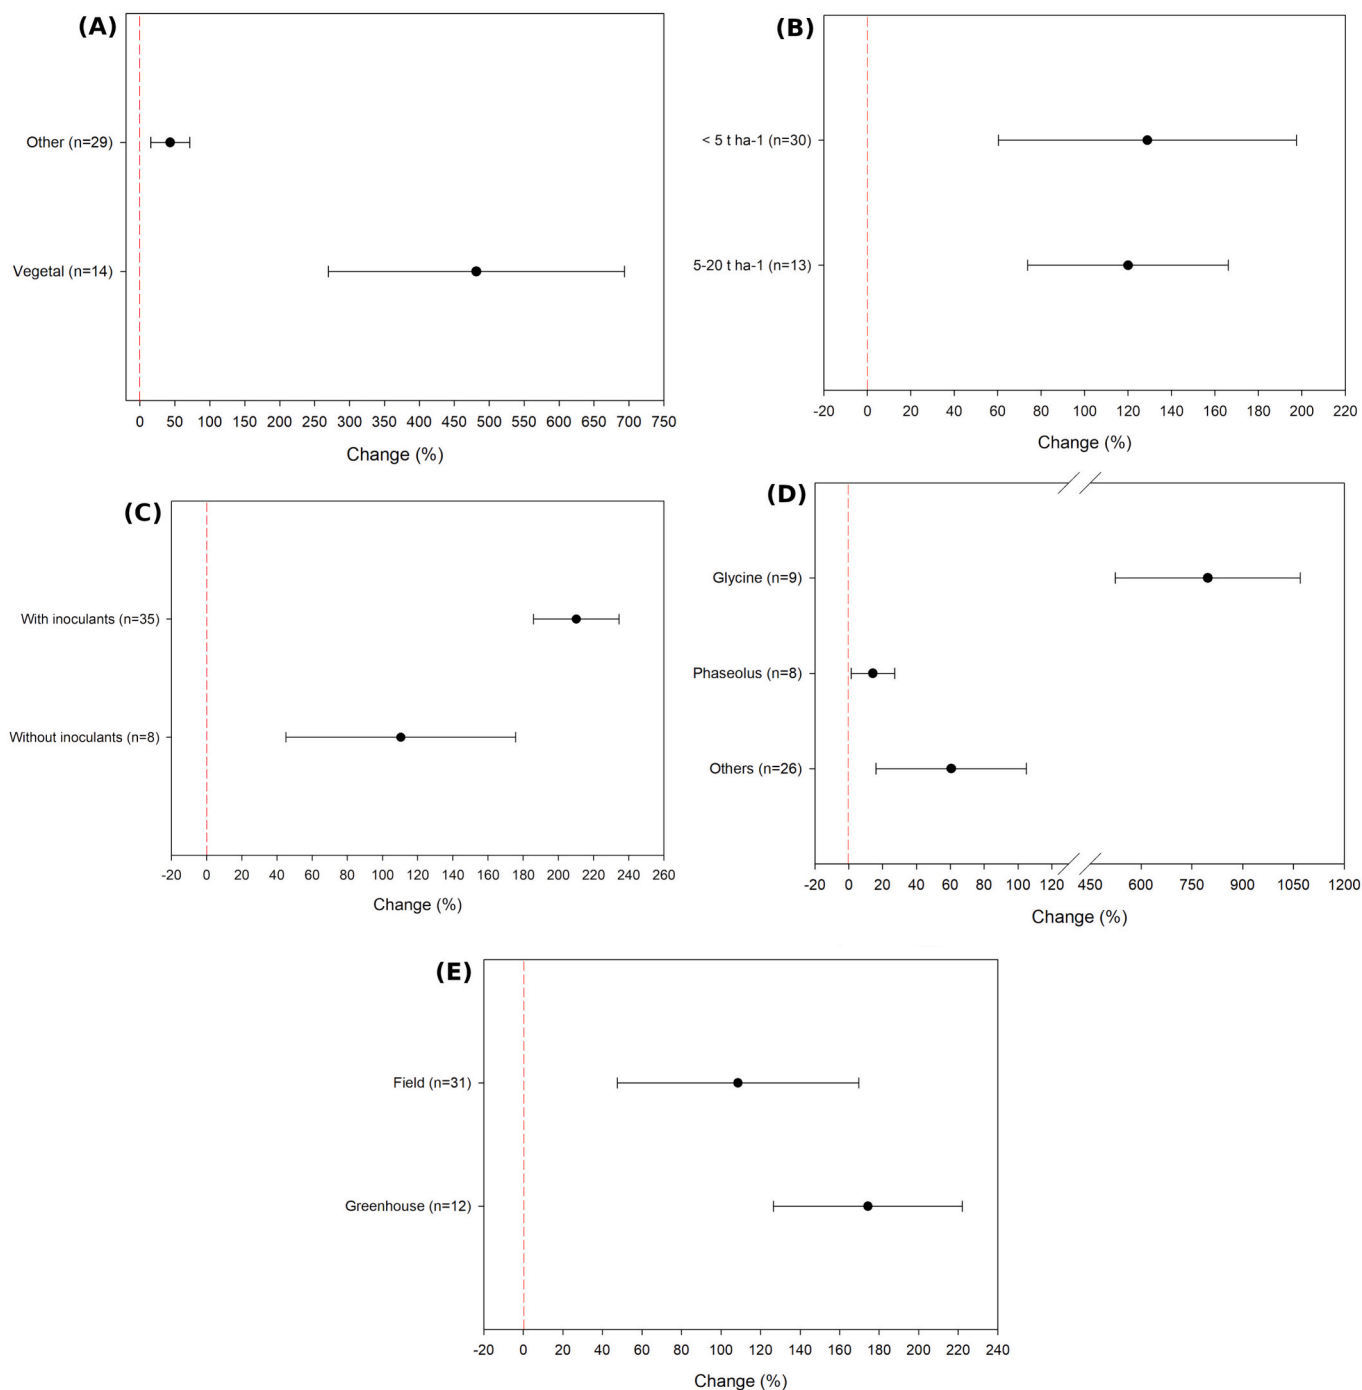 (A)
Other (n=29)
Vegetal (n=14)
0 50 100 150 200 250 300 350 400 450 500 550 600 650 700 750
Change (%)
(B)
< 5 t ha-1 (n=30)
5-20 t ha-1 (n=13)
-20 0 20 40 60 80 100 120 140 160 180 200 220
Change (%)
(C)
With inoculants (n=35)
Without inoculants (n=8)
-20 0 20 40 60 80 100 120 140 160 180 200 220 240 260
Change (%)
(D)
Glycine (n=9)
Phaseolus (n=8)
Others (n=26)
-20 0 20 40 60 80 100 120 450 600 750 900 1050 1200
Change (%)
(E)
Field (n=31)
Greenhouse (n=12)
-20 0 20 40 60 80 100 120 140 160 180 200 220 240
Change (%)